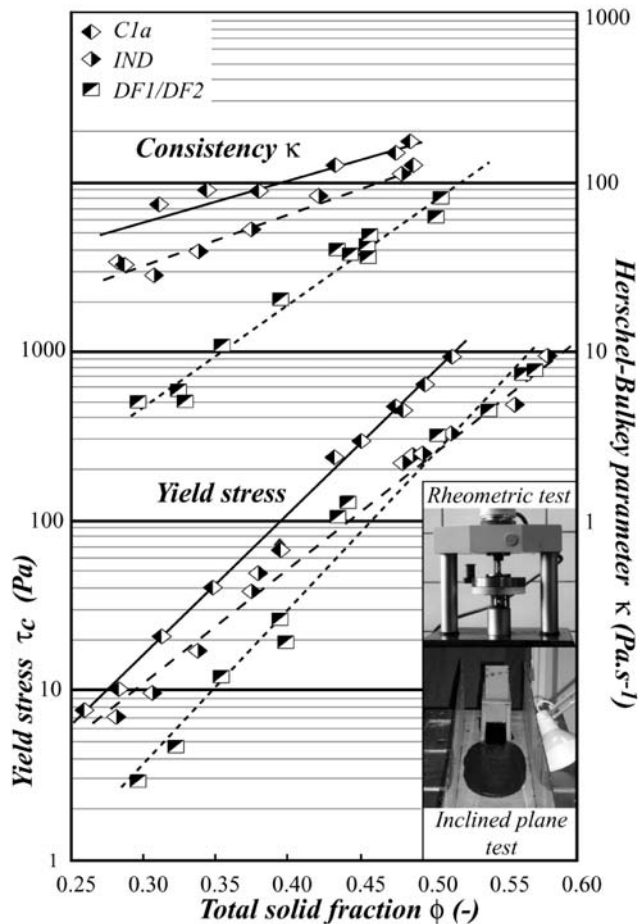 C1a
IND
DF1/DF2
Consistency κ
Yield stress
Rheometric test
Inclined plane
test
1000
100
10
1
Yield stress τc (Pa)
1000
100
10
1
Herschel-Bulkey parameter κ (Pa.s-1)
0.25 0.30 0.35 0.40 0.45 0.50 0.55 0.60
Total solid fraction ϕ (-)